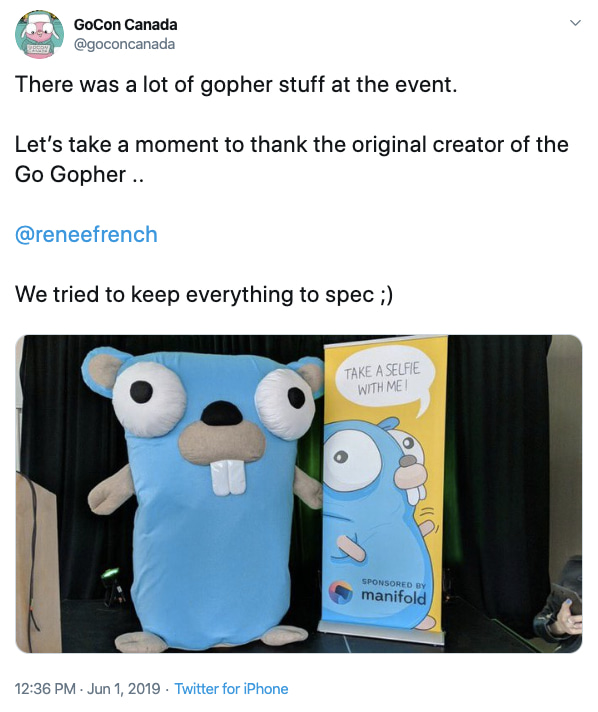 GoCon Canada
@goconcanada
There was a lot of gopher stuff at the event.
Let’s take a moment to thank the original creator of the
Go Gopher ..
@reneefrench
We tried to keep everything to spec ;)
TAKE A SELFIE
WITH ME!
SPONSORED BY
manifold
12:36 PM · Jun 1, 2019 · Twitter for iPhone